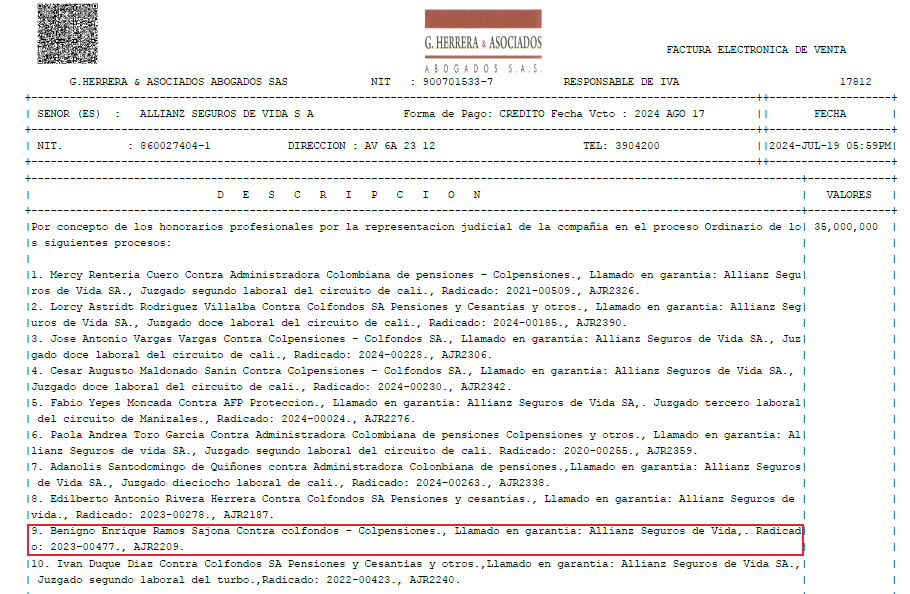 G. HERRERA & ASOCIADOS
ABOGADOS S.A.S.
FACTURA ELECTRONICA DE VENTA
G.HERRERA & ASOCIADOS ABOGADOS SAS NIT : 900701533-7 RESPONSABLE DE IVA 17812
SENOR (ES) : ALLIANZ SEGUROS DE VIDA S A Forma de Pago: CREDITO Fecha Vcto : 2024 AGO 17 FECHA
NIT. : 860027404-1 DIRECCION : AV 6A 23 12 TEL: 3904200 2024-JUL-19 05:59PM
D E S C R I P C I O N VALORES
Por concepto de los honorarios profesionales por la representacion judicial de la compañia en el proceso Ordinario de lo 35,000,000
s siguientes procesos:
1. Mercy Renteria Cuero Contra Administradora Colombiana de pensiones - Colpensiones., Llamado en garantia: Allianz Segu
ros de Vida SA., Juzgado segundo laboral del circuito de cali., Radicado: 2021-00509., AJR2326.
2. Lorcy Astridt Rodriguez Villalba Contra Colfondos SA Pensiones y Cesantias y otros., Llamado en garantia: Allianz Seg
uros de Vida SA., Juzgado doce laboral del circuito de cali., Radicado: 2024-00185., AJR2390.
3. Jose Antonio Vargas Vargas Contra Colpensiones - Colfondos SA., Llamado en garantia: Allianz Seguros de Vida SA., Juz
gado doce laboral del circuito de cali., Radicado: 2024-00228., AJR2306.
4. Cesar Augusto Maldonado Sanin Contra Colpensiones - Colfondos SA., Llamado en garantia: Allianz Seguros de Vida SA.,
Juzgado doce laboral del circuito de cali., Radicado: 2024-00230., AJR2342.
5. Fabio Yepes Moncada Contra AFP Proteccion., Llamado en garantia: Allianz Seguros de Vida SA,. Juzgado tercero laboral
del circuito de Manizales., Radicado: 2024-00024., AJR2276.
6. Paola Andrea Toro Garcia Contra Administradora Colombiana de pensiones Colpensiones y otros., Llamado en garantia: Al
lianz Seguros de vida SA., Juzgado segundo laboral del circuito de cali. Radicado: 2020-00255., AJR2359.
7. Adanolis Santodomingo de Quiñones contra Administradora Colonbiana de pensiones.,Llamado en garantia: Allianz Seguros
de Vida SA., Juzgado dieciocho laboral de cali., Radicado: 2024-00263., AJR2338.
8. Edilberto Antonio Rivera Herrera Contra Colfondos SA Pensiones y cesantias., Llamado en garantia: Allianz Seguros de
vida., Radicado: 2023-00278., AJR2187.
9. Benigno Enrique Ramos Sajona Contra colfondos - Colpensiones., Llamado en garantia: Allianz Seguros de Vida,. Radicad
o: 2023-00477., AJR2209.
10. Ivan Duque Diaz Contra Colfondos SA Pensiones y Cesantias y otros.,Llamado en garantia: Allianz Seguros de Vida SA.,
Juzgado segundo laboral del turbo.,Radicado: 2022-00423., AJR2240.